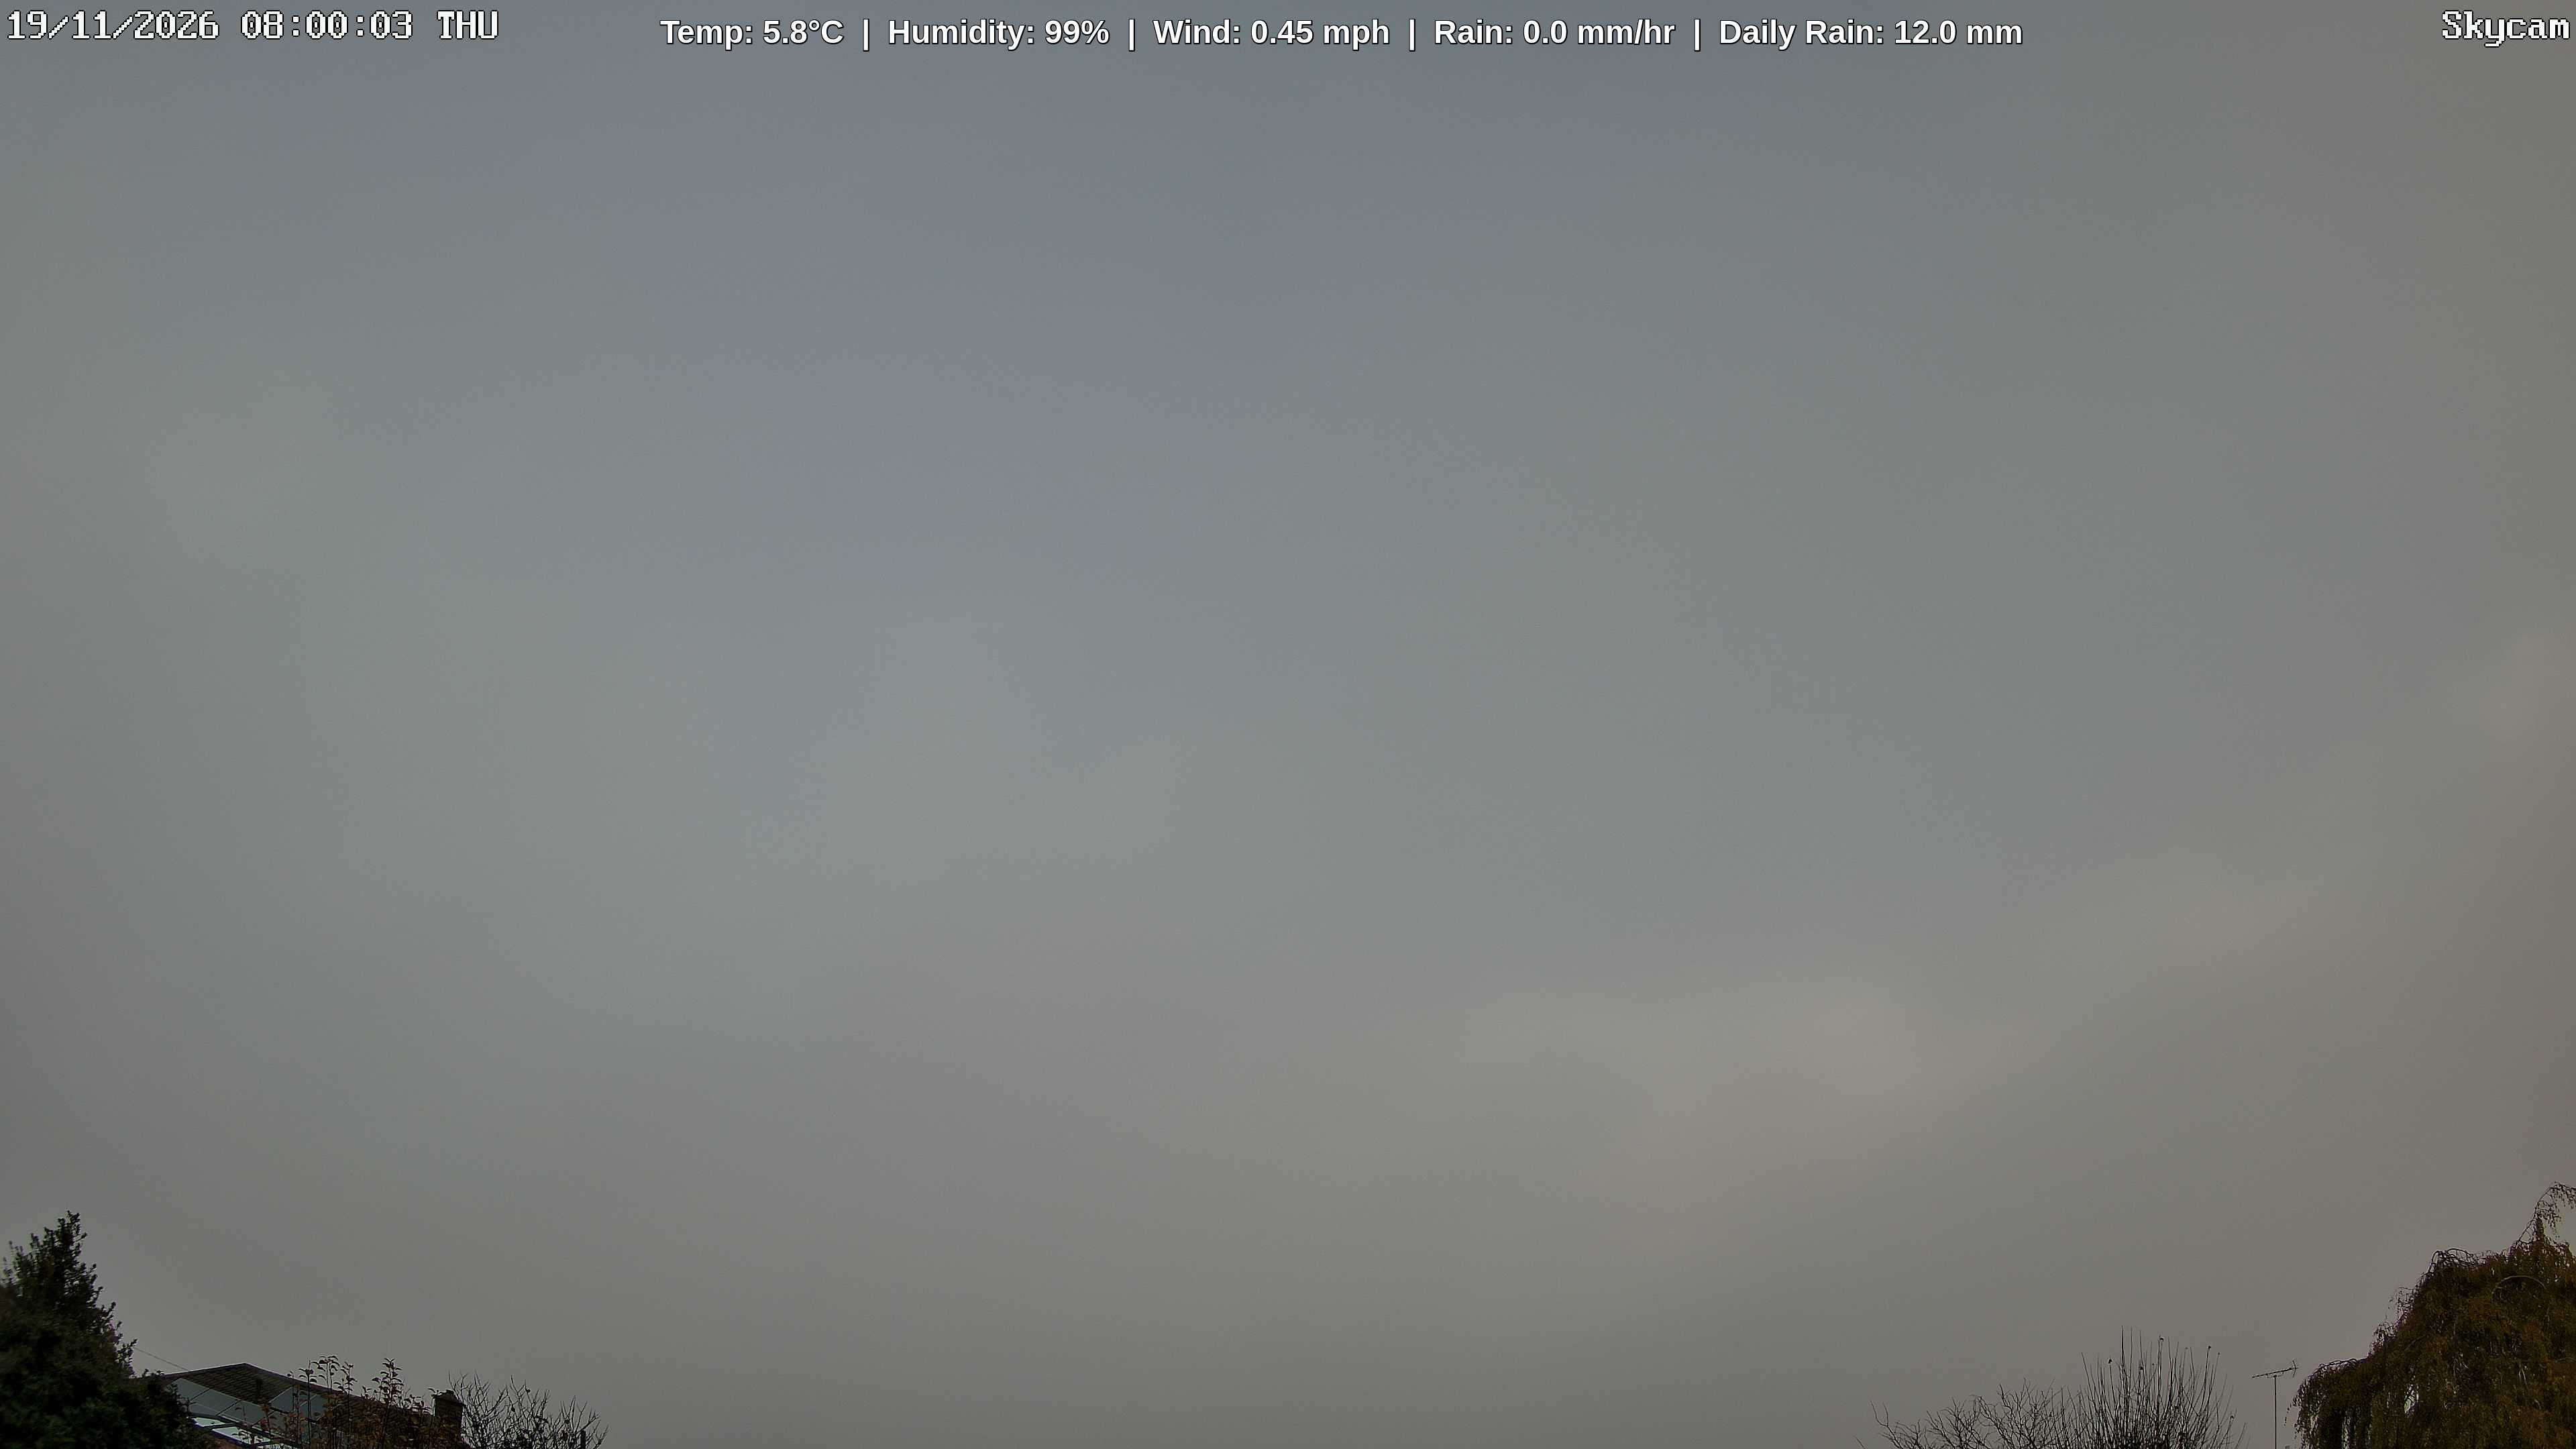 19/11/2026 08:00:03 THU
Temp: 5.8°C | Humidity: 99% | Wind: 0.45 mph | Rain: 0.0 mm/hr | Daily Rain: 12.0 mm
Skycam